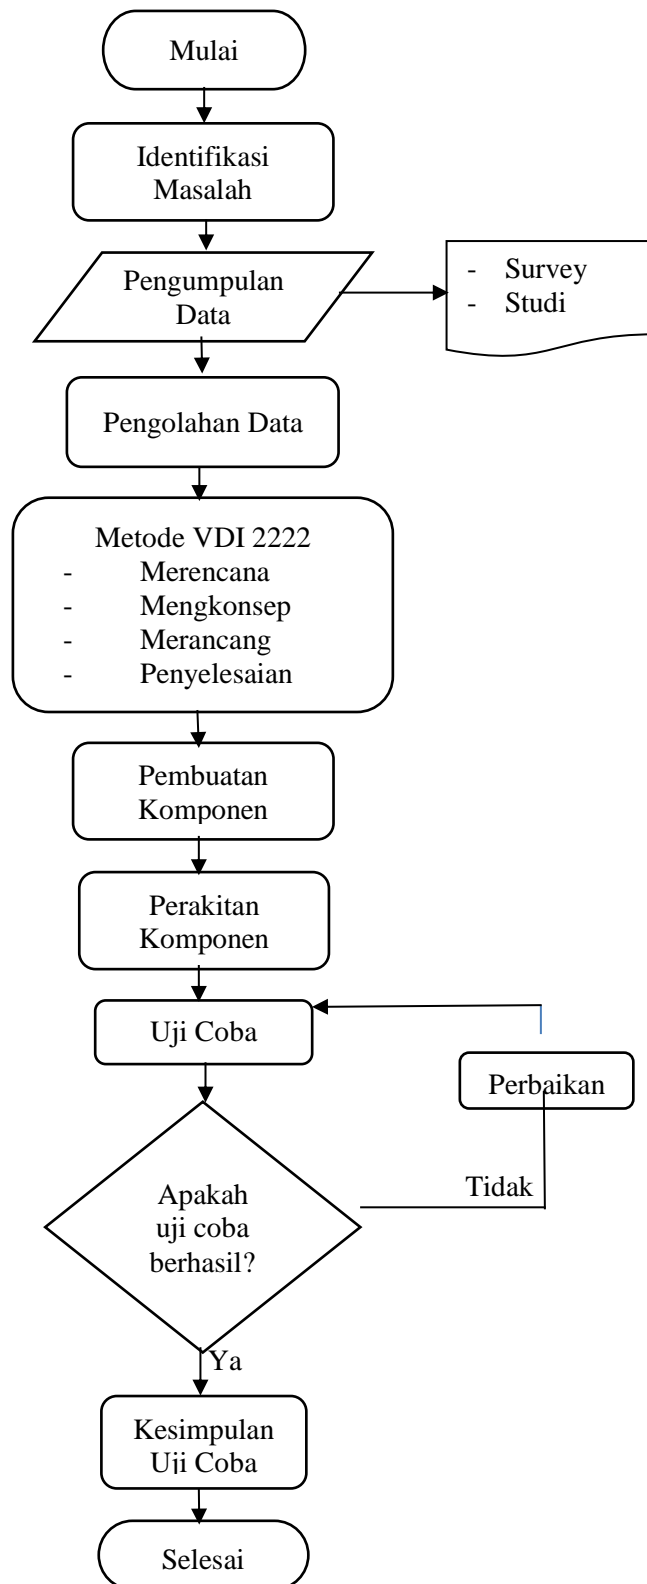 Mulai
Identifikasi
Masalah
Pengumpulan
Data
- Survey
- Studi
Pengolahan Data
Metode VDI 2222
- Merencana
- Mengkonsep
- Merancang
- Penyelesaian
Pembuatan
Komponen
Perakitan
Komponen
Uji Coba
Perbaikan
Apakah
uji coba
berhasil?
Tidak
Ya
Kesimpulan
Uji Coba
Selesai